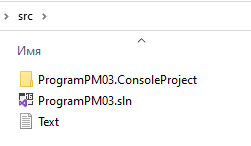 src
Имя
ProgramPM03.ConsoleProject
ProgramPM03.sln
Text